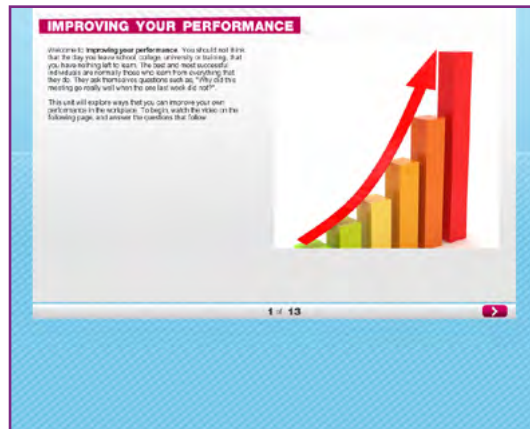 IMPROVING YOUR PERFORMANCE
Welcome to Improving your performance. You should not think
that the day you leave school, college, university or training, that
you have nothing left to learn. The best and most successful
individuals are normally those who learn from everything that
they do. They ask themselves questions such as, "Why did this
meeting go really well when the one last week did not?".
This unit will explore ways that you can improve your own
performance in the workplace. To begin, watch the video on the
following page, and answer the questions that follow.
1 of 13